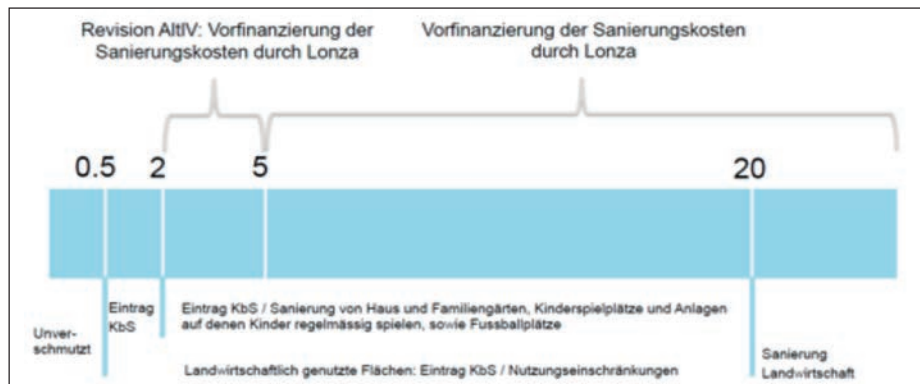 Revision AltlV: Vorfinanzierung der
Sanierungskosten durch Lonza
Vorfinanzierung der Sanierungskosten
durch Lonza
0.5
2
5
20
Unver-
schmutzt
Eintrag
KbS
Eintrag KbS / Sanierung von Haus und Familiengärten, Kinderspielplätze und Anlagen
auf denen Kinder regelmässig spielen, sowie Fussballplätze
Landwirtschaftlich genutzte Flächen: Eintrag KbS / Nutzungseinschränkungen
Sanierung
Landwirtschaft